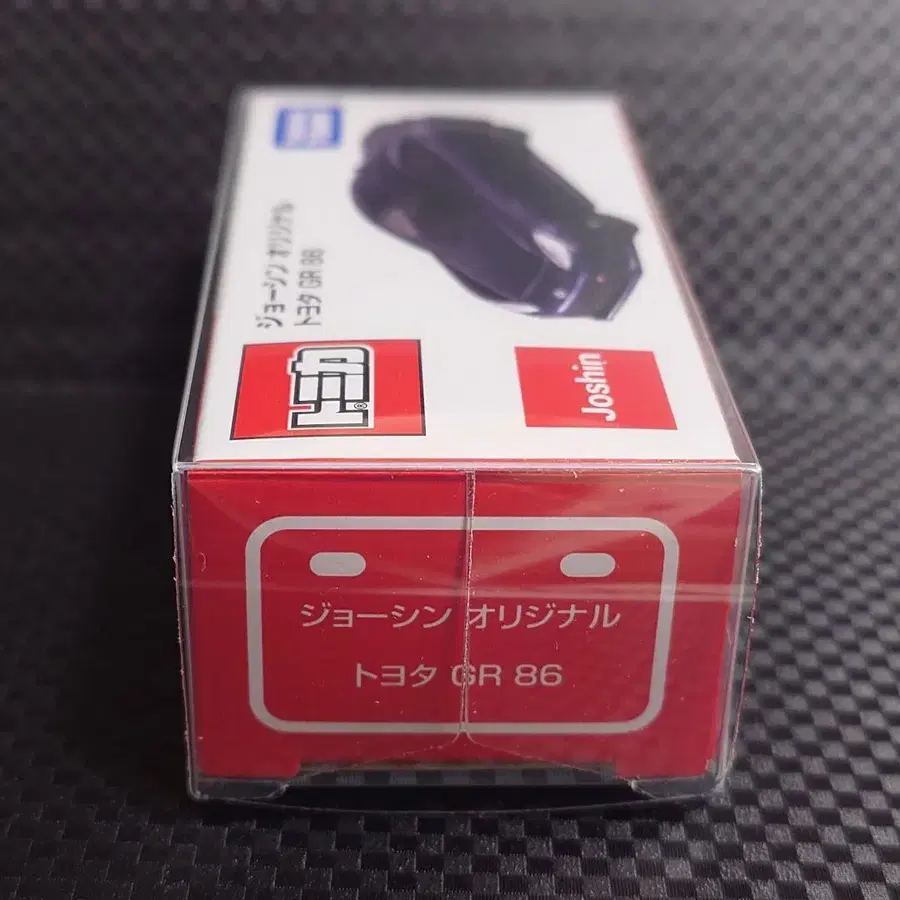 ジョーシン オリジナル
トヨタ GR 86
トミカ
®
Joshin
ジョーシン オリジナル
トヨタ GR 86